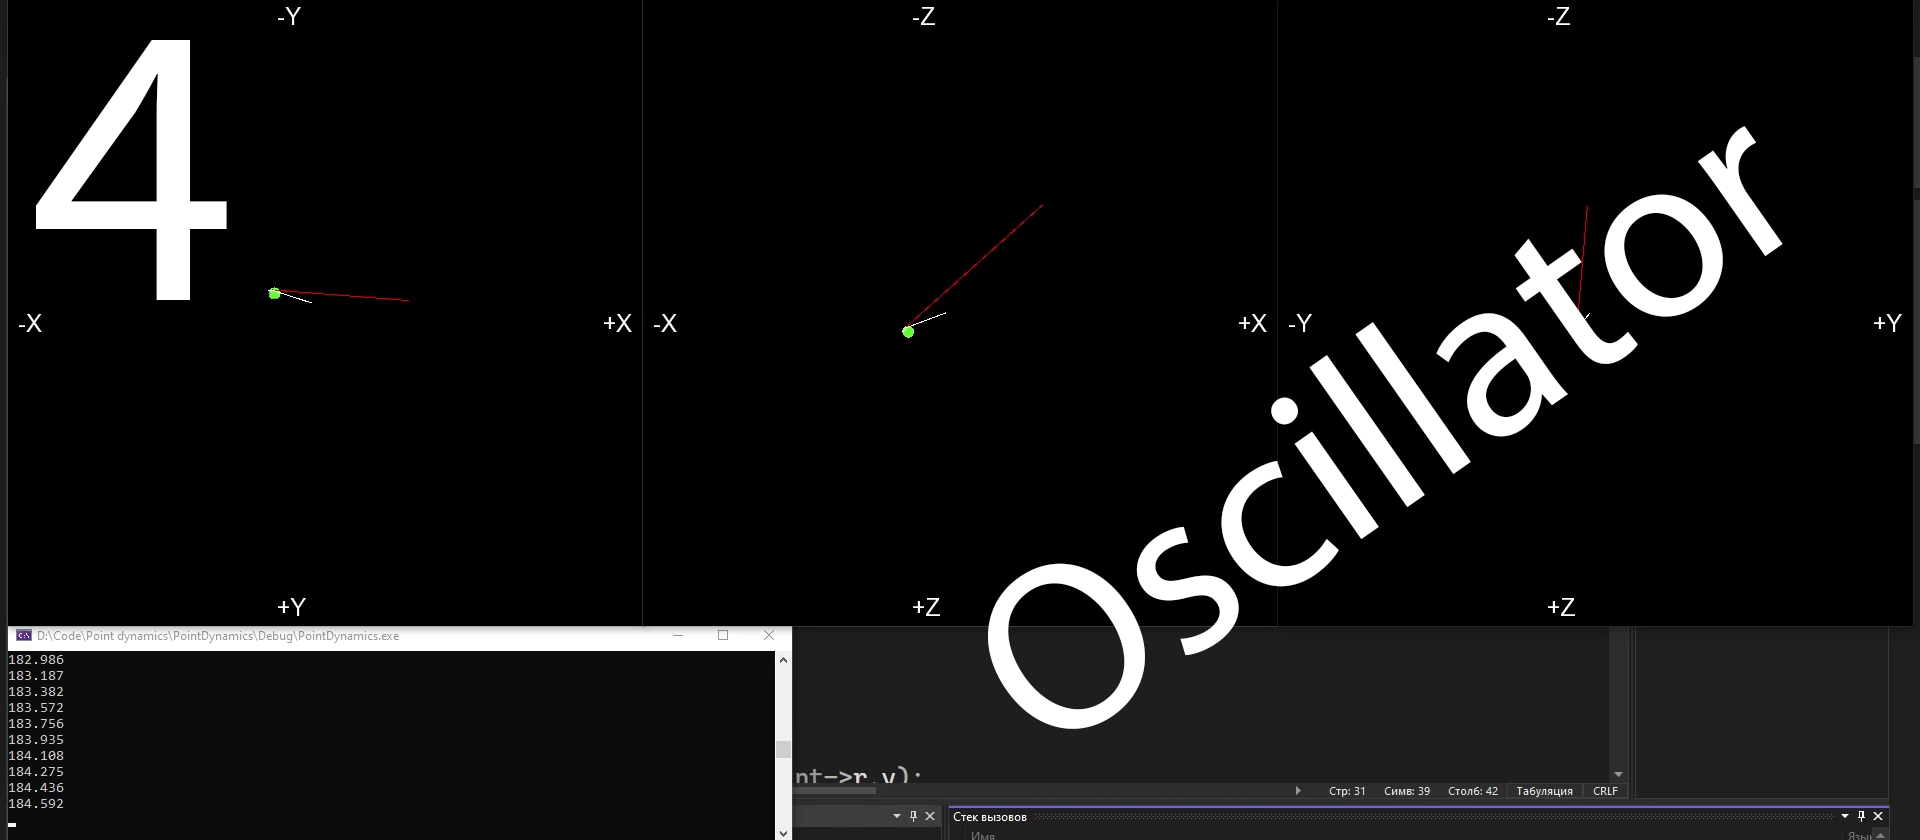 -Y
-Z
-Z
4
Oscillator
-X
+X
-X
+X
-Y
+Y
+Y
+Z
+Z
D:\Code\Point dynamics\PointDynamics\Debug\PointDynamics.exe
182.986
183.187
183.382
183.572
183.756
183.935
184.108
184.275
184.436
184.592
nt->r.y);
Стр: 31 Симв: 39 Столб: 42 Табуляция CRLF
Стек вызовов
Имя